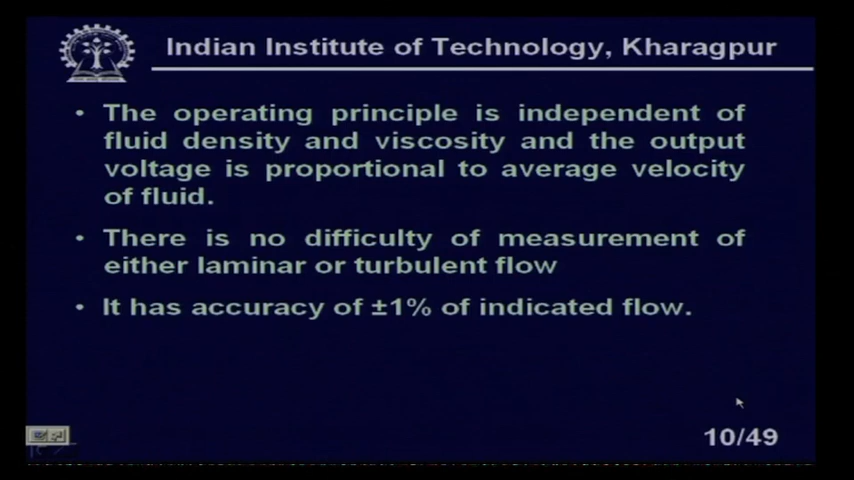 Indian Institute of Technology, Kharagpur
• The operating principle is independent of
fluid density and viscosity and the output
voltage is proportional to average velocity
of fluid.
• There is no difficulty of measurement of
either laminar or turbulent flow
• It has accuracy of ±1% of indicated flow.
10/49